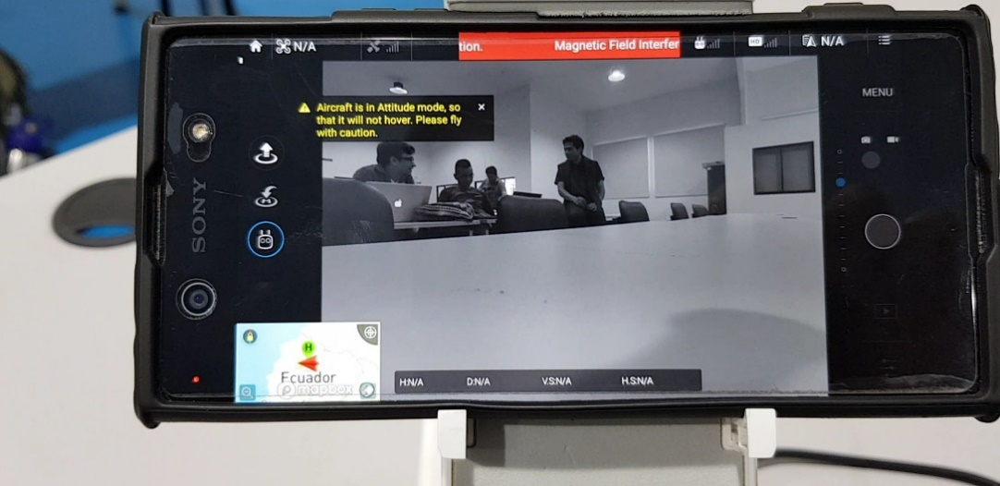 N/A
tion. Magnetic Field Interfer
HD
N/A
MENU
Aircraft is in Attitude mode, so
that it will not hover. Please fly
with caution.
SONY
H
Ecuador
mapbox
H:N/A D:N/A V.S:N/A H.S:N/A